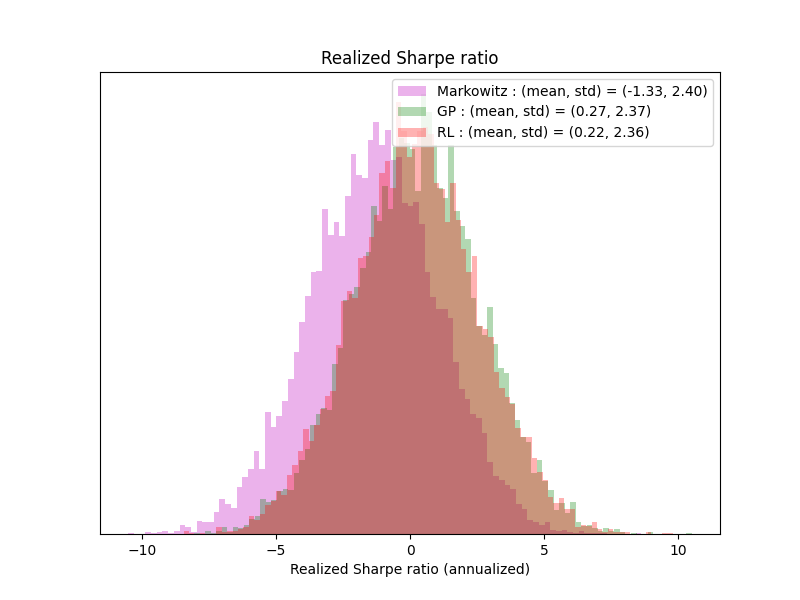 Realized Sharpe ratio
Markowitz : (mean, std) = (-1.33, 2.40)
GP : (mean, std) = (0.27, 2.37)
RL : (mean, std) = (0.22, 2.36)
−10 −5 0 5 10
Realized Sharpe ratio (annualized)